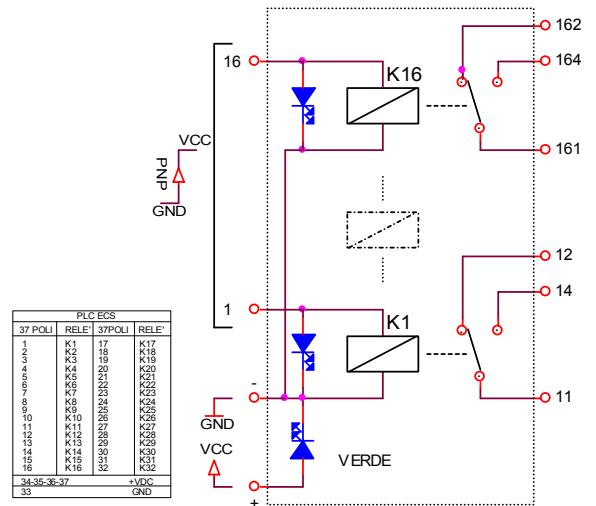 162
16
164
K16
VCC
161
PNP
GND
12
14
1
K1
PLC ECS
37 POLI RELE' 37POLI RELE'
1 K1 17 K17
2 K2 18 K18
3 K3 19 K19
4 K4 20 K20
5 K5 21 K21
6 K6 22 K22
7 K7 23 K23
8 K8 24 K24
9 K9 25 K25
10 K10 26 K26
11 K11 27 K27
12 K12 28 K28
13 K13 29 K29
14 K14 30 K30
15 K15 31 K31
16 K16 32 K32
34-35-36-37 +VDC
33 GND
-
11
GND
VCC
VERDE
+